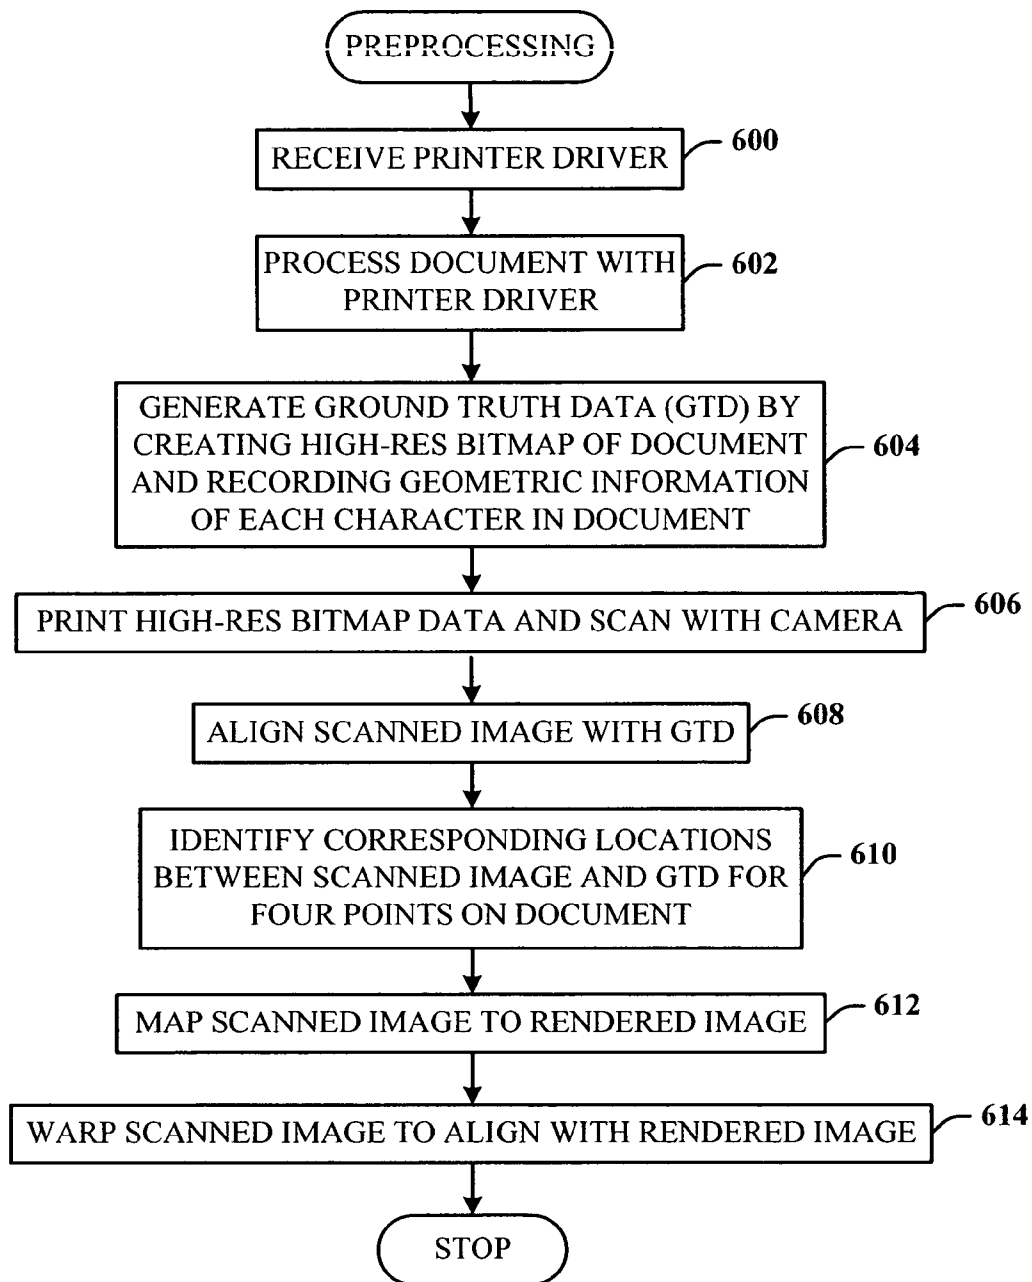 PREPROCESSING
RECEIVE PRINTER DRIVER
600
PROCESS DOCUMENT WITH
PRINTER DRIVER
602
GENERATE GROUND TRUTH DATA (GTD) BY
CREATING HIGH-RES BITMAP OF DOCUMENT
AND RECORDING GEOMETRIC INFORMATION
OF EACH CHARACTER IN DOCUMENT
604
PRINT HIGH-RES BITMAP DATA AND SCAN WITH CAMERA
606
ALIGN SCANNED IMAGE WITH GTD
608
IDENTIFY CORRESPONDING LOCATIONS
BETWEEN SCANNED IMAGE AND GTD FOR
FOUR POINTS ON DOCUMENT
610
MAP SCANNED IMAGE TO RENDERED IMAGE
612
WARP SCANNED IMAGE TO ALIGN WITH RENDERED IMAGE
614
STOP